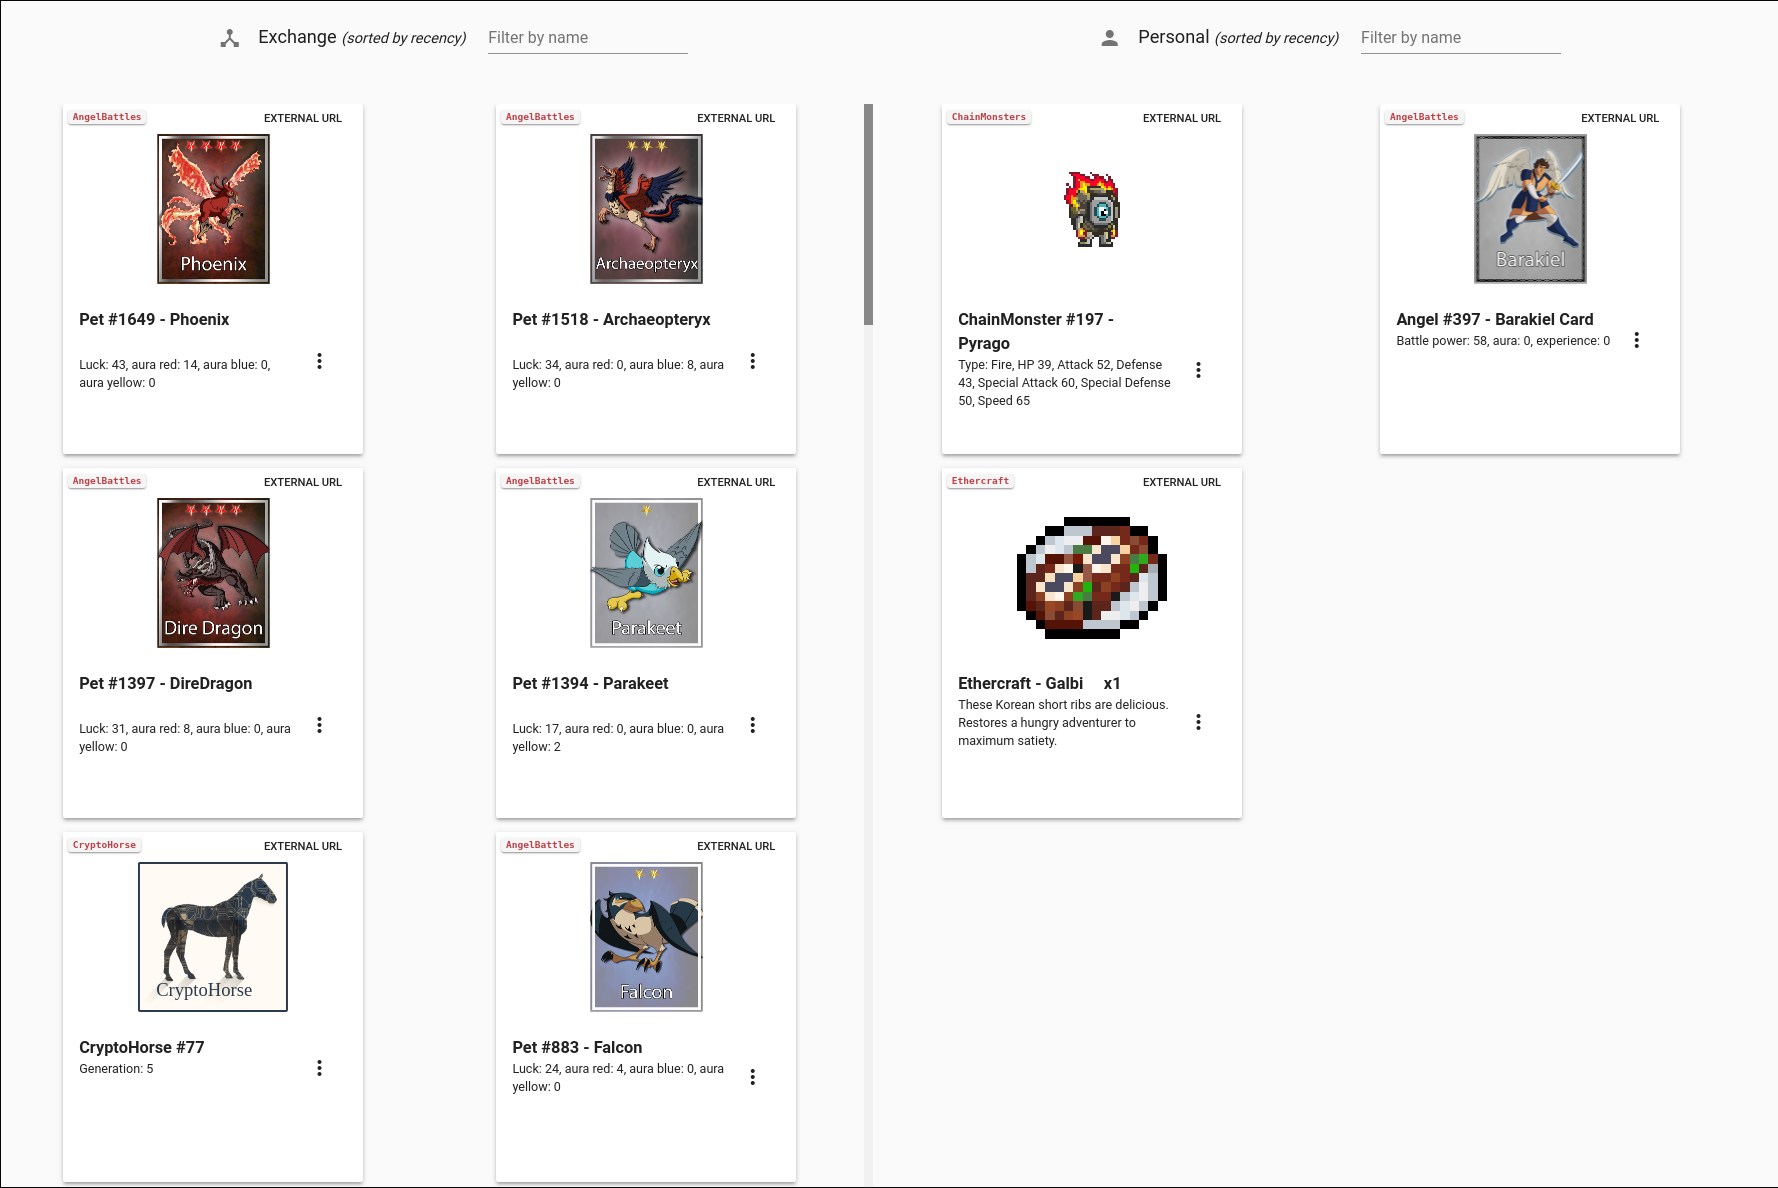 Exchange (sorted by recency) Filter by name
Personal (sorted by recency) Filter by name
AngelBattles EXTERNAL URL
Phoenix
Pet #1649 - Phoenix
Luck: 43, aura red: 14, aura blue: 0,
aura yellow: 0
AngelBattles EXTERNAL URL
Archaeopteryx
Pet #1518 - Archaeopteryx
Luck: 34, aura red: 0, aura blue: 8, aura
yellow: 0
AngelBattles EXTERNAL URL
Dire Dragon
Pet #1397 - DireDragon
Luck: 31, aura red: 8, aura blue: 0, aura
yellow: 0
AngelBattles EXTERNAL URL
Parakeet
Pet #1394 - Parakeet
Luck: 17, aura red: 0, aura blue: 0, aura
yellow: 2
CryptoHorse EXTERNAL URL
CryptoHorse
CryptoHorse #77
Generation: 5
AngelBattles EXTERNAL URL
Falcon
Pet #883 - Falcon
Luck: 24, aura red: 4, aura blue: 0, aura
yellow: 0
ChainMonsters EXTERNAL URL
ChainMonster #197 -
Pyrago
Type: Fire, HP 39, Attack 52, Defense
43, Special Attack 60, Special Defense
50, Speed 65
AngelBattles EXTERNAL URL
Barakiel
Angel #397 - Barakiel Card
Battle power: 58, aura: 0, experience: 0
Ethercraft EXTERNAL URL
Ethercraft - Galbi x1
These Korean short ribs are delicious.
Restores a hungry adventurer to
maximum satiety.